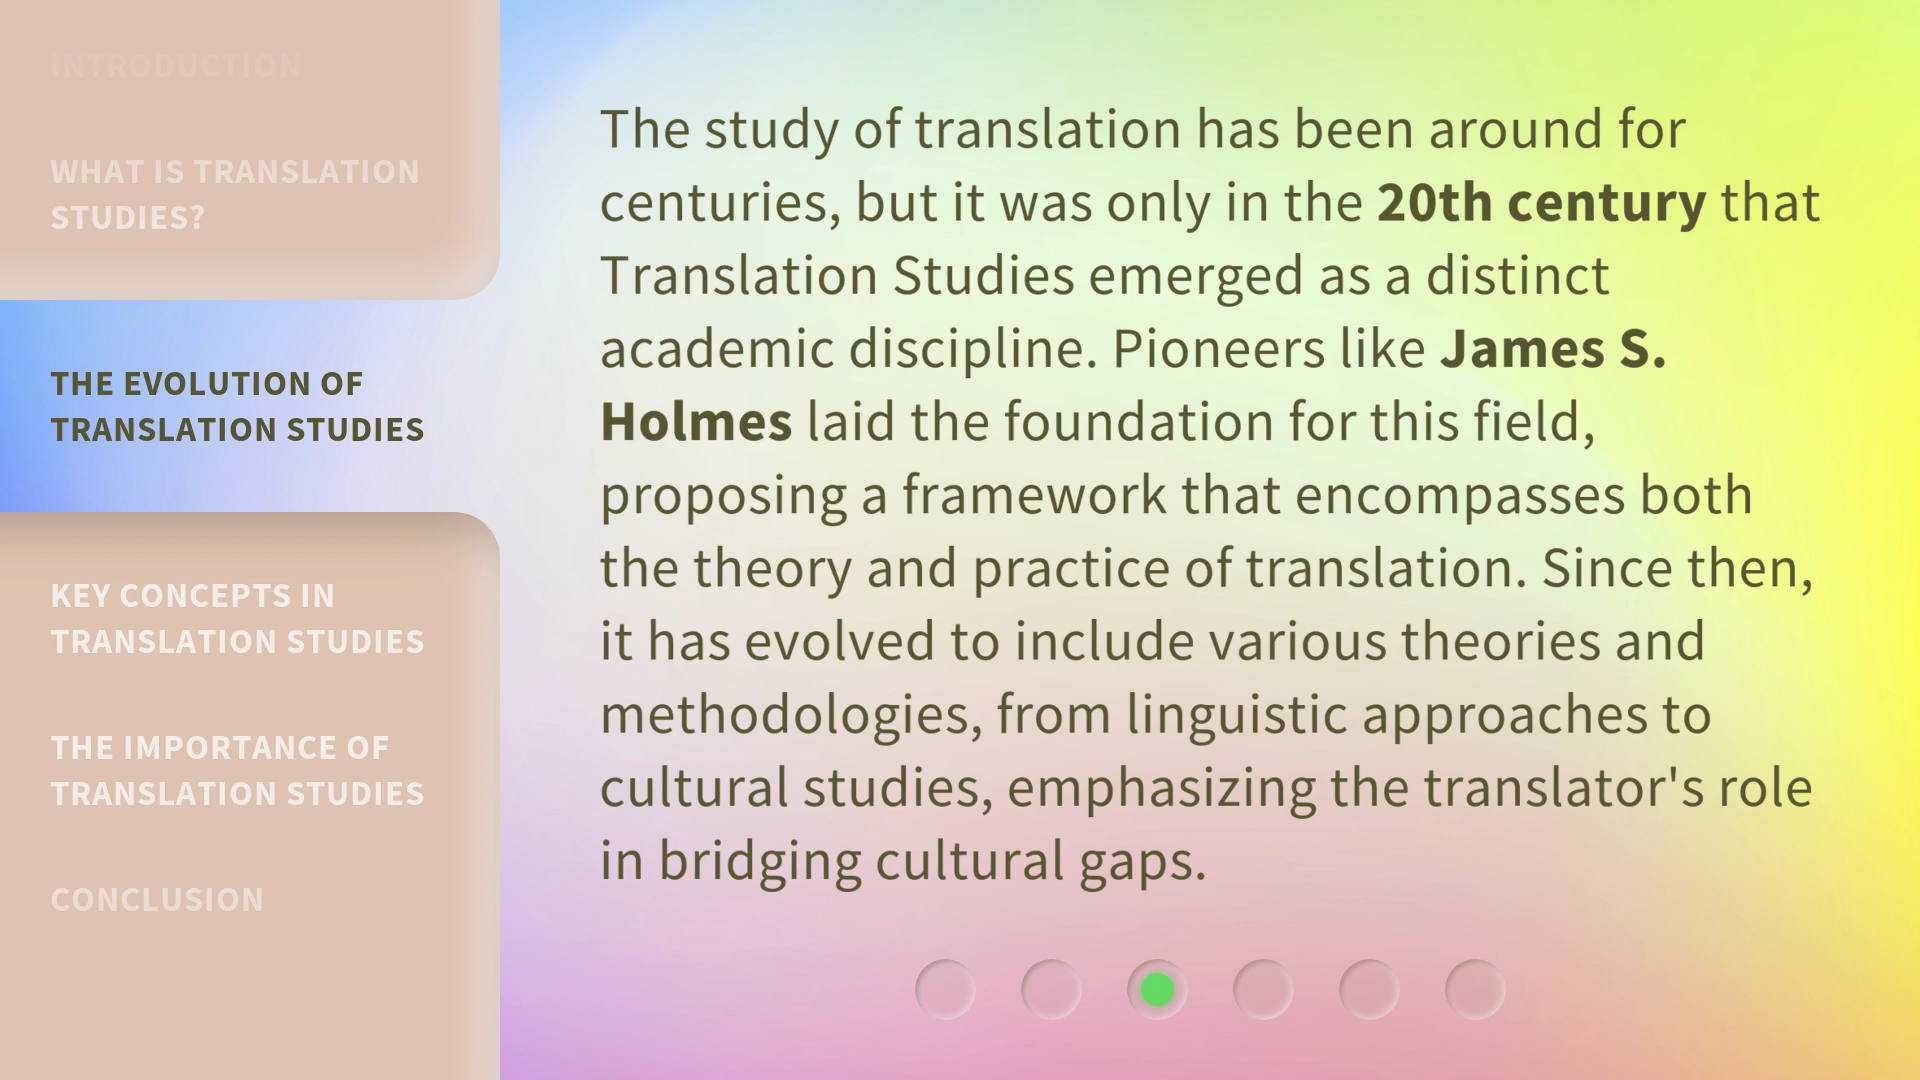 INTRODUCTION
WHAT IS TRANSLATION
STUDIES?
THE EVOLUTION OF
TRANSLATION STUDIES
KEY CONCEPTS IN
TRANSLATION STUDIES
THE IMPORTANCE OF
TRANSLATION STUDIES
CONCLUSION
The study of translation has been around for
centuries, but it was only in the 20th century that
Translation Studies emerged as a distinct
academic discipline. Pioneers like James S.
Holmes laid the foundation for this field,
proposing a framework that encompasses both
the theory and practice of translation. Since then,
it has evolved to include various theories and
methodologies, from linguistic approaches to
cultural studies, emphasizing the translator's role
in bridging cultural gaps.